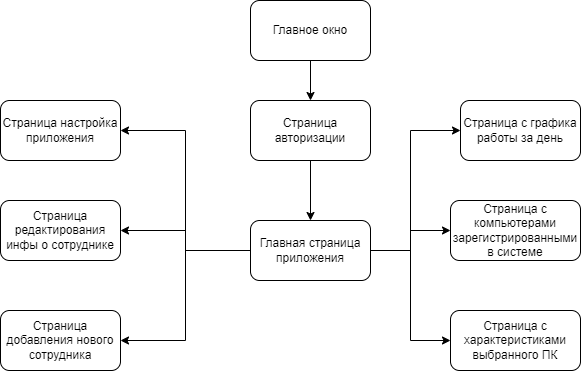 Главное окно
Страница
авторизации
Страница настройка
приложения
Страница с графика
работы за день
Страница
редактирования
инфы о сотруднике
Главная страница
приложения
Страница с
компьютерами
зарегистрированными
в системе
Страница
добавления нового
сотрудника
Страница с
характеристиками
выбранного ПК